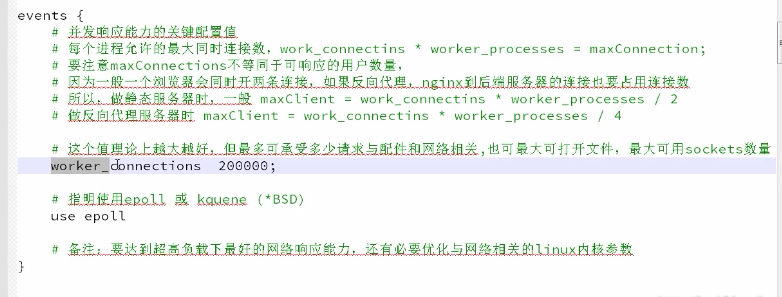 events {
# 并发响应能力的关键配置值
# 每个进程允许的最大同时连接数，work_connectins * worker_processes = maxConnection;
# 要注意maxConnections不等同于可响应的用户数量，
# 因为一般一个浏览器会同时开两条连接，如果反向代理，nginx到后端服务器的连接也要占用连接数
# 所以，做静态服务器时，一般 maxClient = work_connectins * worker_processes / 2
# 做反向代理服务器时 maxClient = work_connectins * worker_processes / 4
# 这个值理论上越大越好，但最多可承受多少请求与配件和网络相关,也可最大可打开文件，最大可用sockets数量
worker_connections 200000;
# 指明使用epoll 或 kquene (*BSD)
use epoll
# 备注：要达到超高负载下最好的网络响应能力，还有必要优化与网络相关的linux内核参数
}